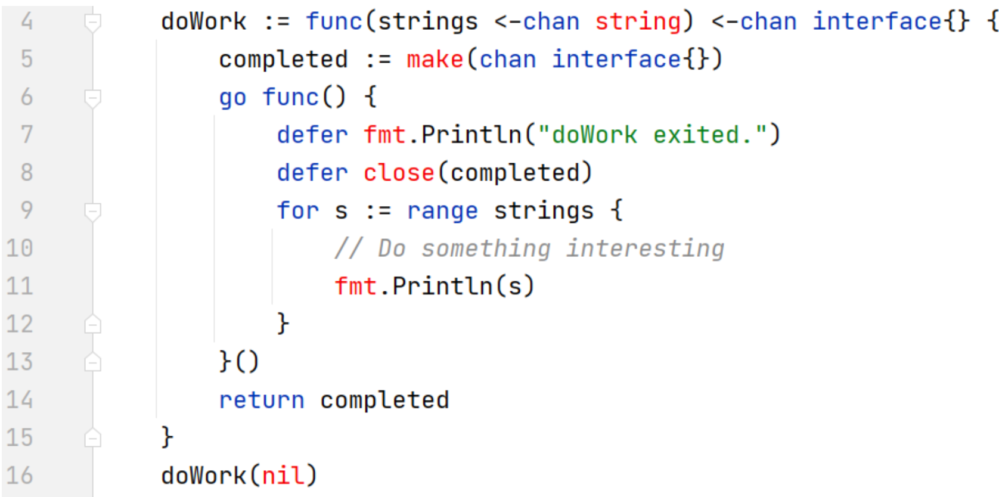 4 doWork := func(strings <-chan string) <-chan interface{} {
5 completed := make(chan interface{})
6 go func() {
7 defer fmt.Println("doWork exited.")
8 defer close(completed)
9 for s := range strings {
10 // Do something interesting
11 fmt.Println(s)
12 }
13 }()
14 return completed
15 }
16 doWork(nil)